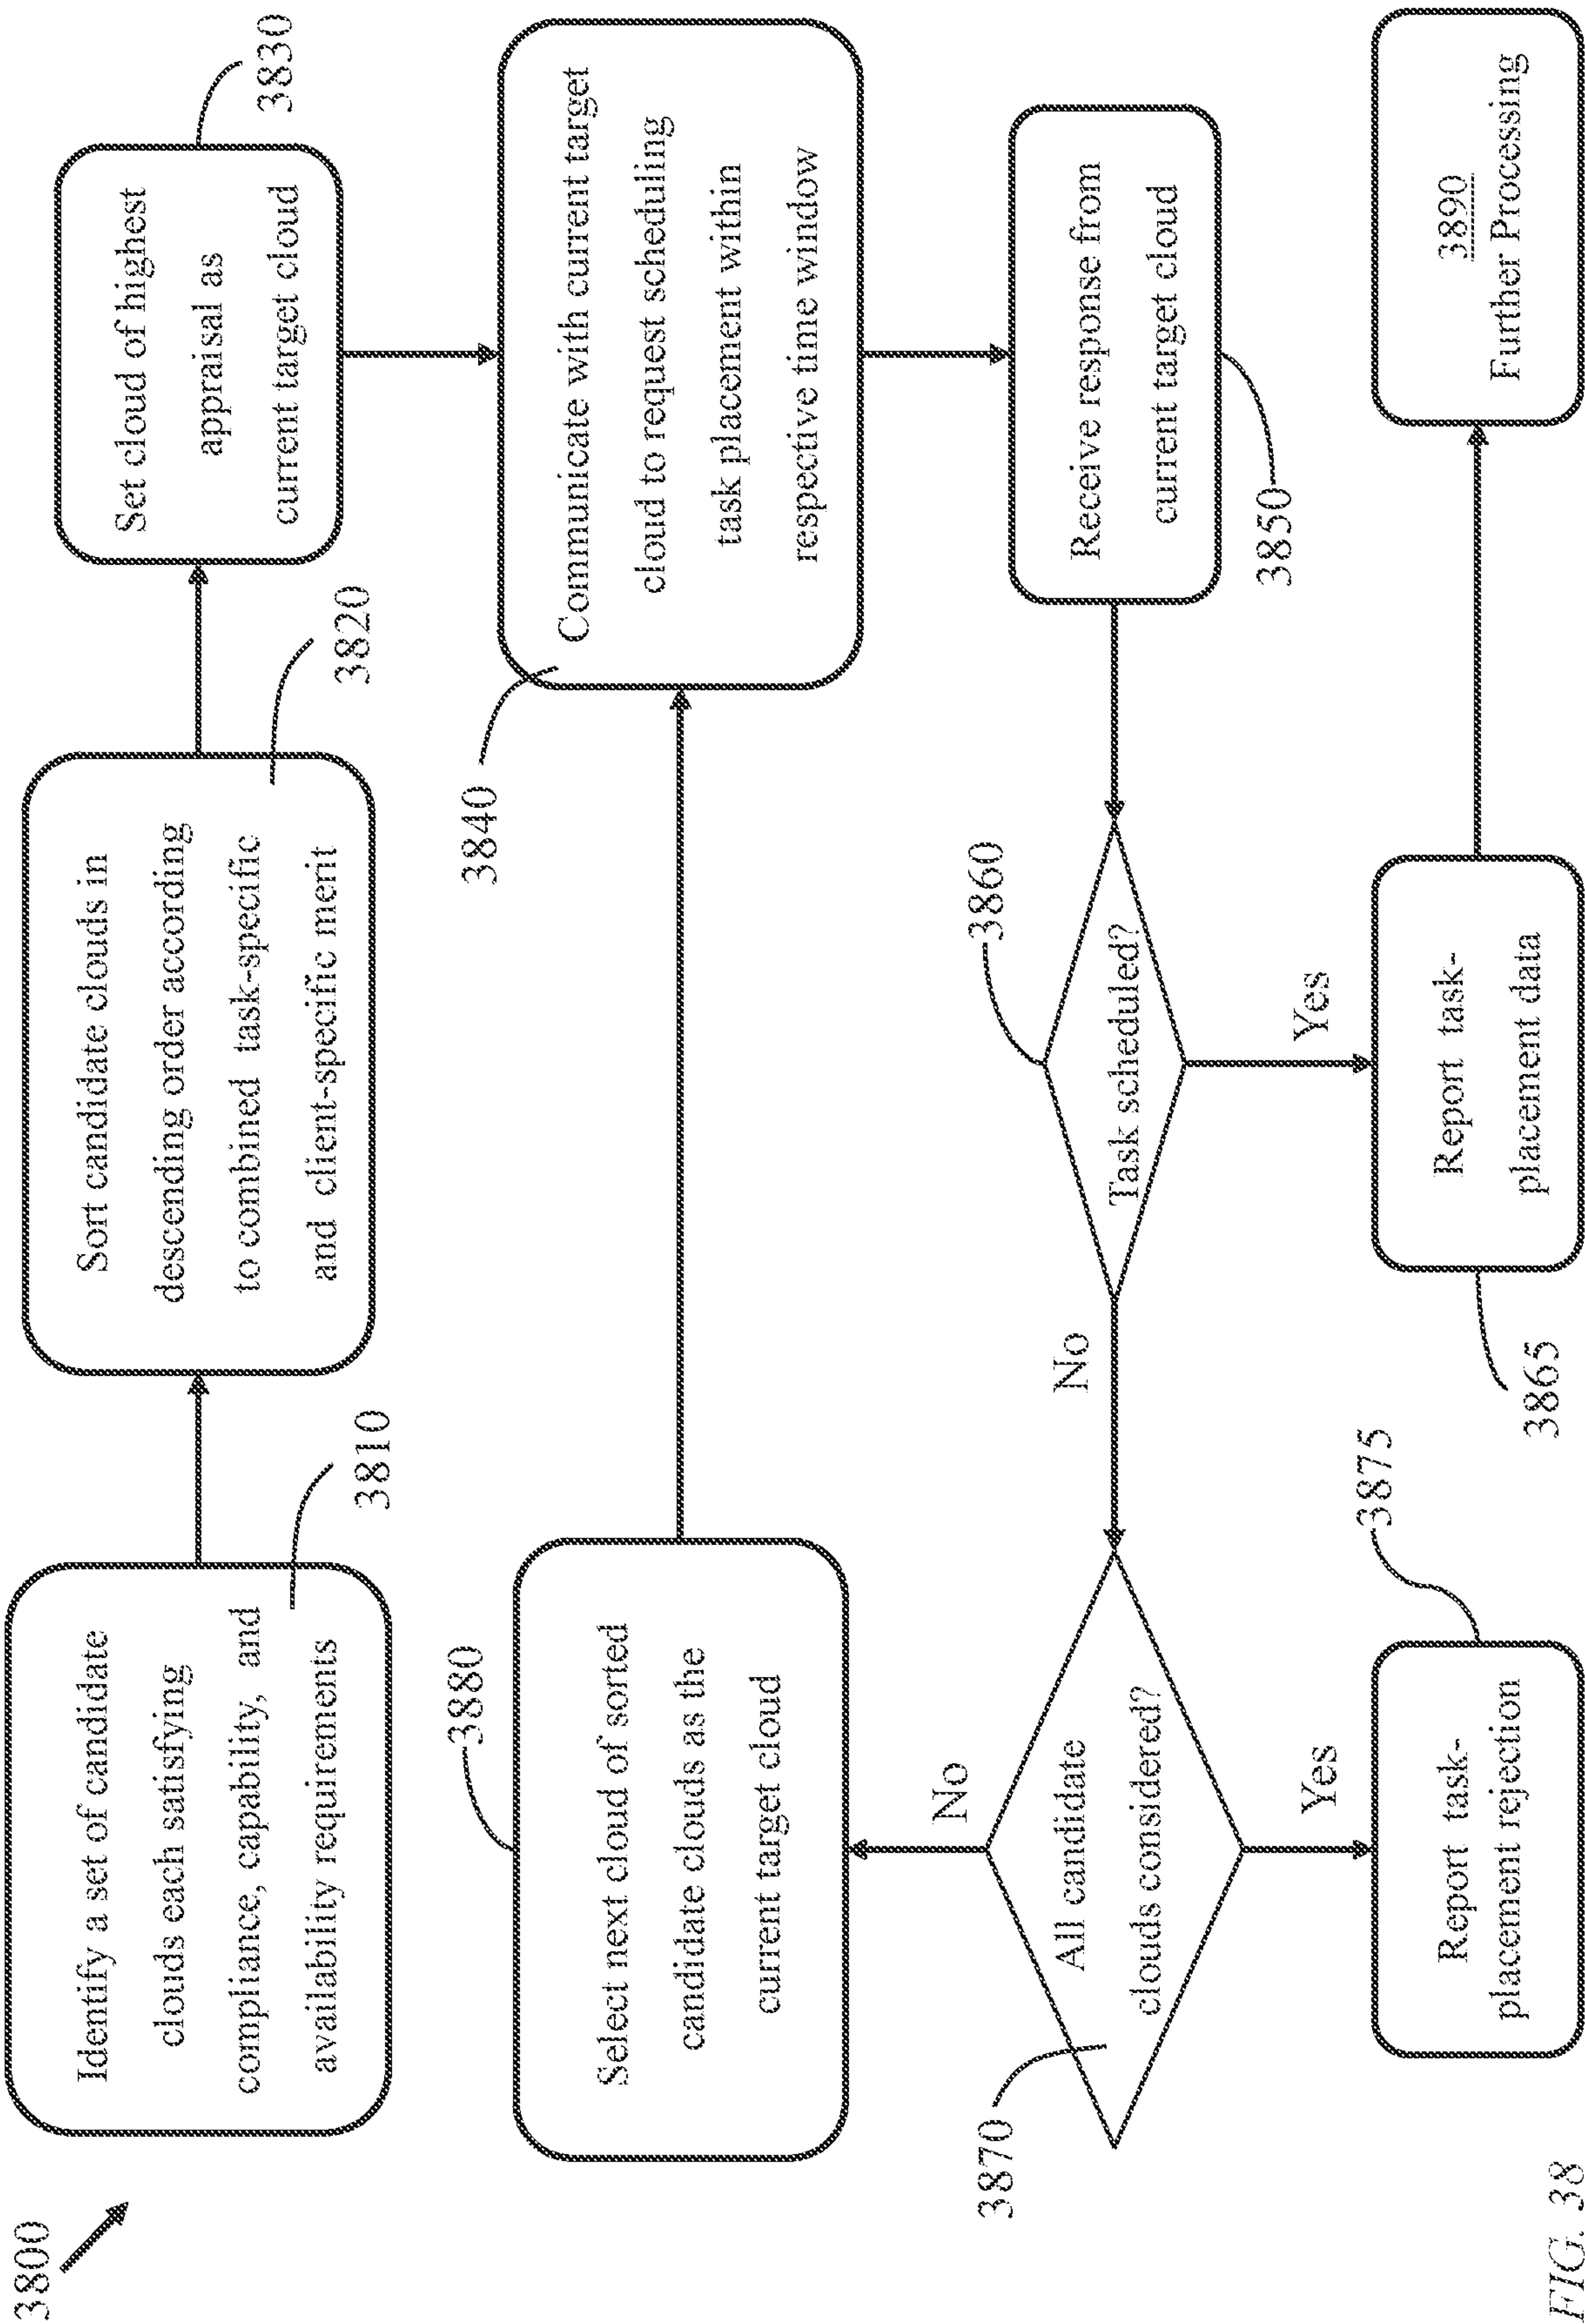 3800
Identify a set of candidate
clouds each satisfying
compliance, capability, and
availability requirements
3810
Sort candidate clouds in
descending order according
to combined task-specific
and client-specific merit
3820
Set cloud of highest
appraisal as
current target cloud
3830
3840
Communicate with current target
cloud to request scheduling
task placement within
respective time window
3880
Select next cloud of sorted
candidate clouds as the
current target cloud
Receive response from
current target cloud
3850
3860
Task scheduled?
No
Yes
3870
All candidate
clouds considered?
No
Yes
3875
Report task-
placement rejection
3865
Report task-
placement data
3890
Further Processing
FIG. 38